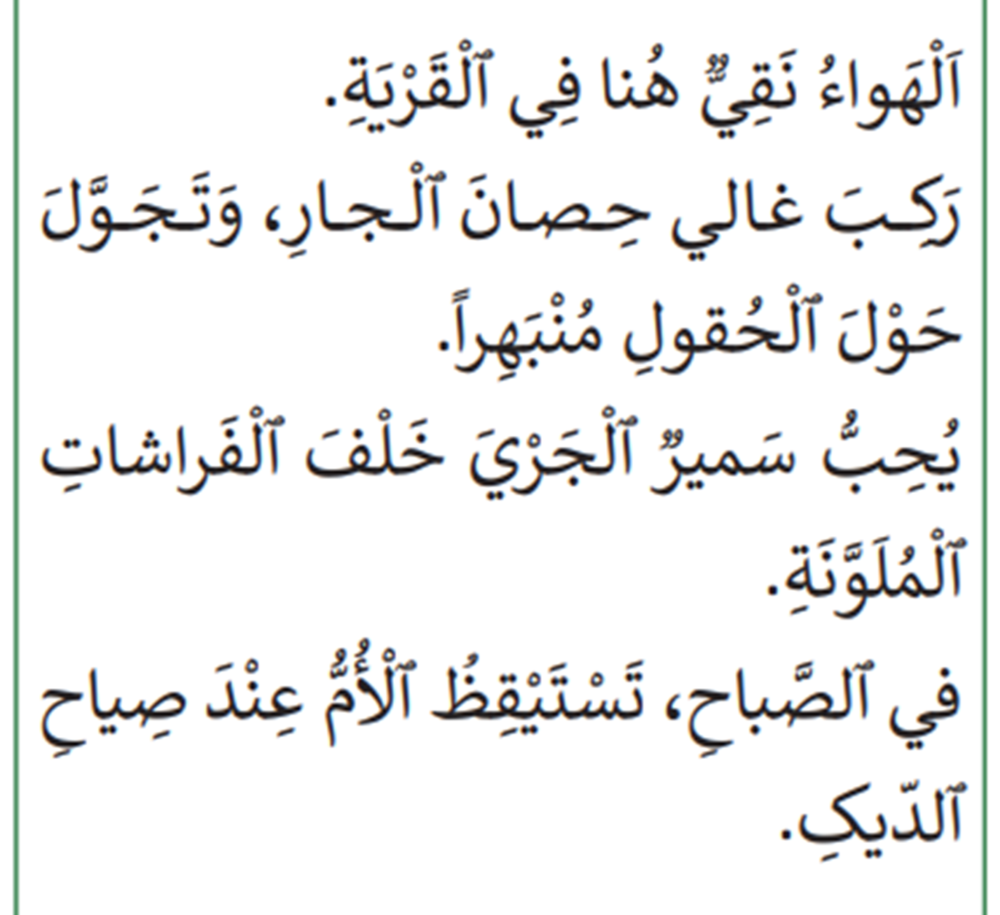 اَلْهَواءُ نَقِيٌّ هُنا فِي ٱلْقَرْيَةِ.
رَكِبَ غالي حِصانَ ٱلْجارِ، وَتَجَوَّلَ
حَوْلَ ٱلْحُقولِ مُنْبَهِراً.
يُحِبُّ سَميرٌ ٱلْجَرْيَ خَلْفَ ٱلْفَراشاتِ
ٱلْمُلَوَّنَةِ.
في ٱلصَّباحِ، تَسْتَيْقِظُ ٱلْأُمُّ عِنْدَ صِياحِ
ٱلدّيكِ.